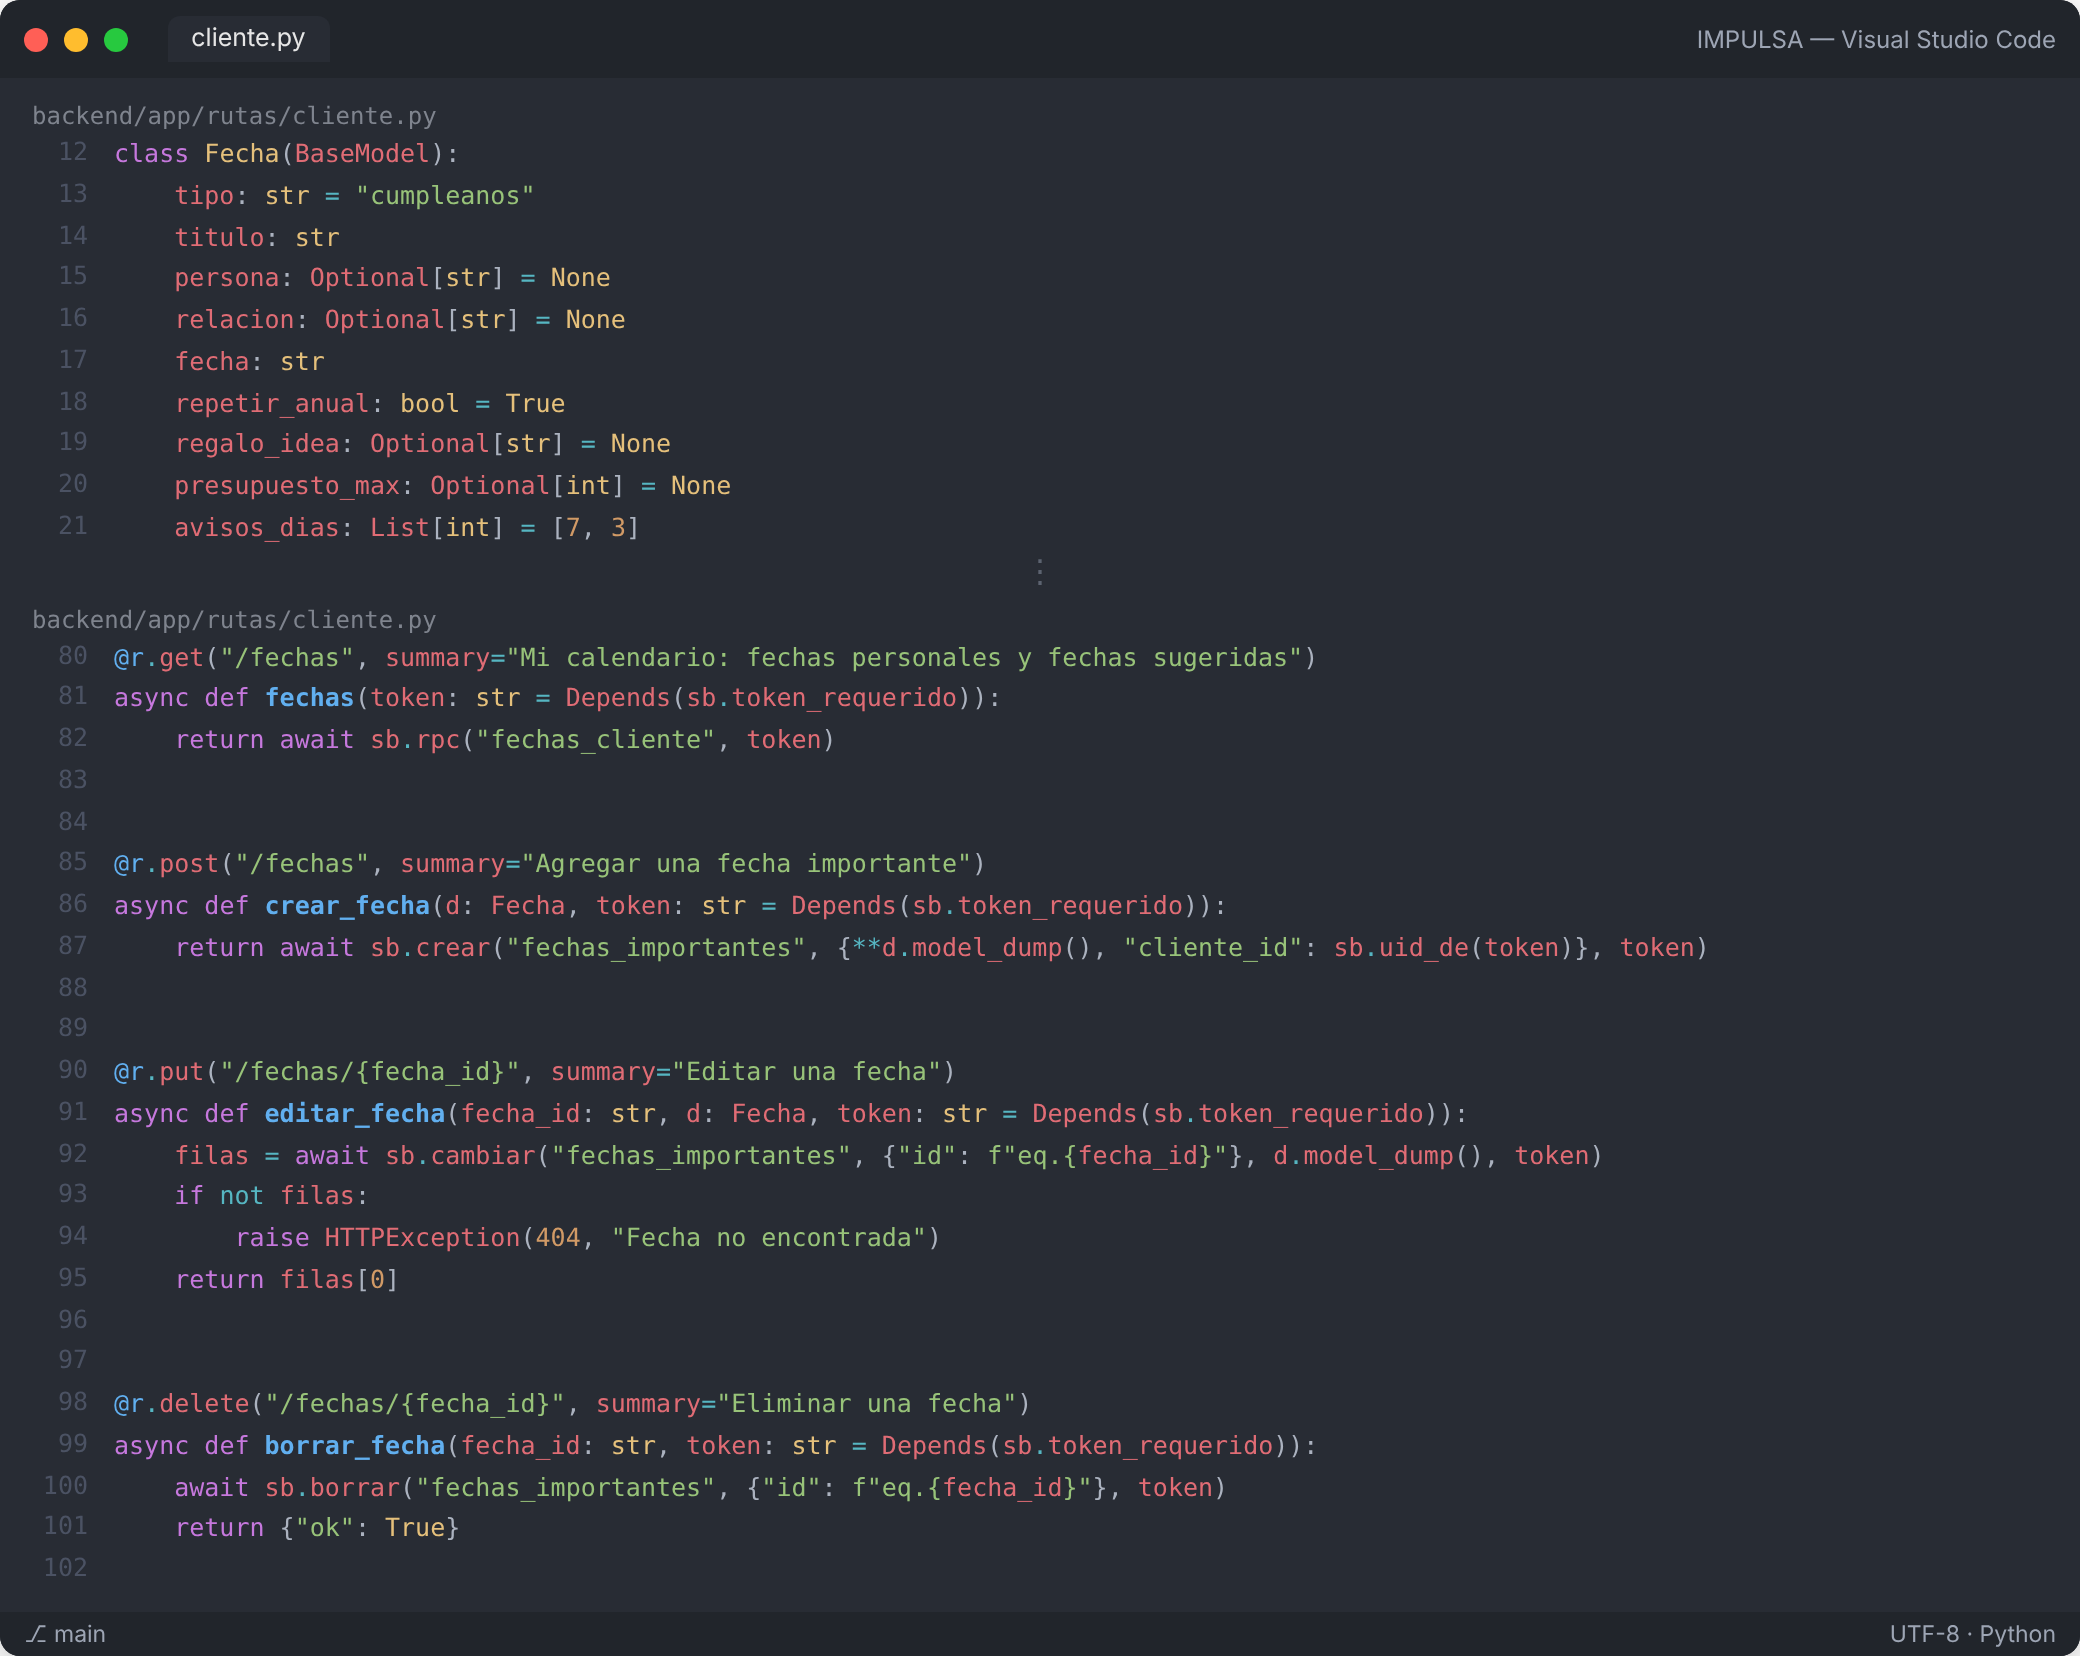 cliente.py
IMPULSA — Visual Studio Code
backend/app/rutas/cliente.py
12 class Fecha(BaseModel):
13     tipo: str = "cumpleanos"
14     titulo: str
15     persona: Optional[str] = None
16     relacion: Optional[str] = None
17     fecha: str
18     repetir_anual: bool = True
19     regalo_idea: Optional[str] = None
20     presupuesto_max: Optional[int] = None
21     avisos_dias: List[int] = [7, 3]
⋮
backend/app/rutas/cliente.py
80 @r.get("/fechas", summary="Mi calendario: fechas personales y fechas sugeridas")
81 async def fechas(token: str = Depends(sb.token_requerido)):
82     return await sb.rpc("fechas_cliente", token)
83
84
85 @r.post("/fechas", summary="Agregar una fecha importante")
86 async def crear_fecha(d: Fecha, token: str = Depends(sb.token_requerido)):
87     return await sb.crear("fechas_importantes", {**d.model_dump(), "cliente_id": sb.uid_de(token)}, token)
88
89
90 @r.put("/fechas/{fecha_id}", summary="Editar una fecha")
91 async def editar_fecha(fecha_id: str, d: Fecha, token: str = Depends(sb.token_requerido)):
92     filas = await sb.cambiar("fechas_importantes", {"id": f"eq.{fecha_id}"}, d.model_dump(), token)
93     if not filas:
94         raise HTTPException(404, "Fecha no encontrada")
95     return filas[0]
96
97
98 @r.delete("/fechas/{fecha_id}", summary="Eliminar una fecha")
99 async def borrar_fecha(fecha_id: str, token: str = Depends(sb.token_requerido)):
100     await sb.borrar("fechas_importantes", {"id": f"eq.{fecha_id}"}, token)
101     return {"ok": True}
102
⎇ main
UTF-8 · Python